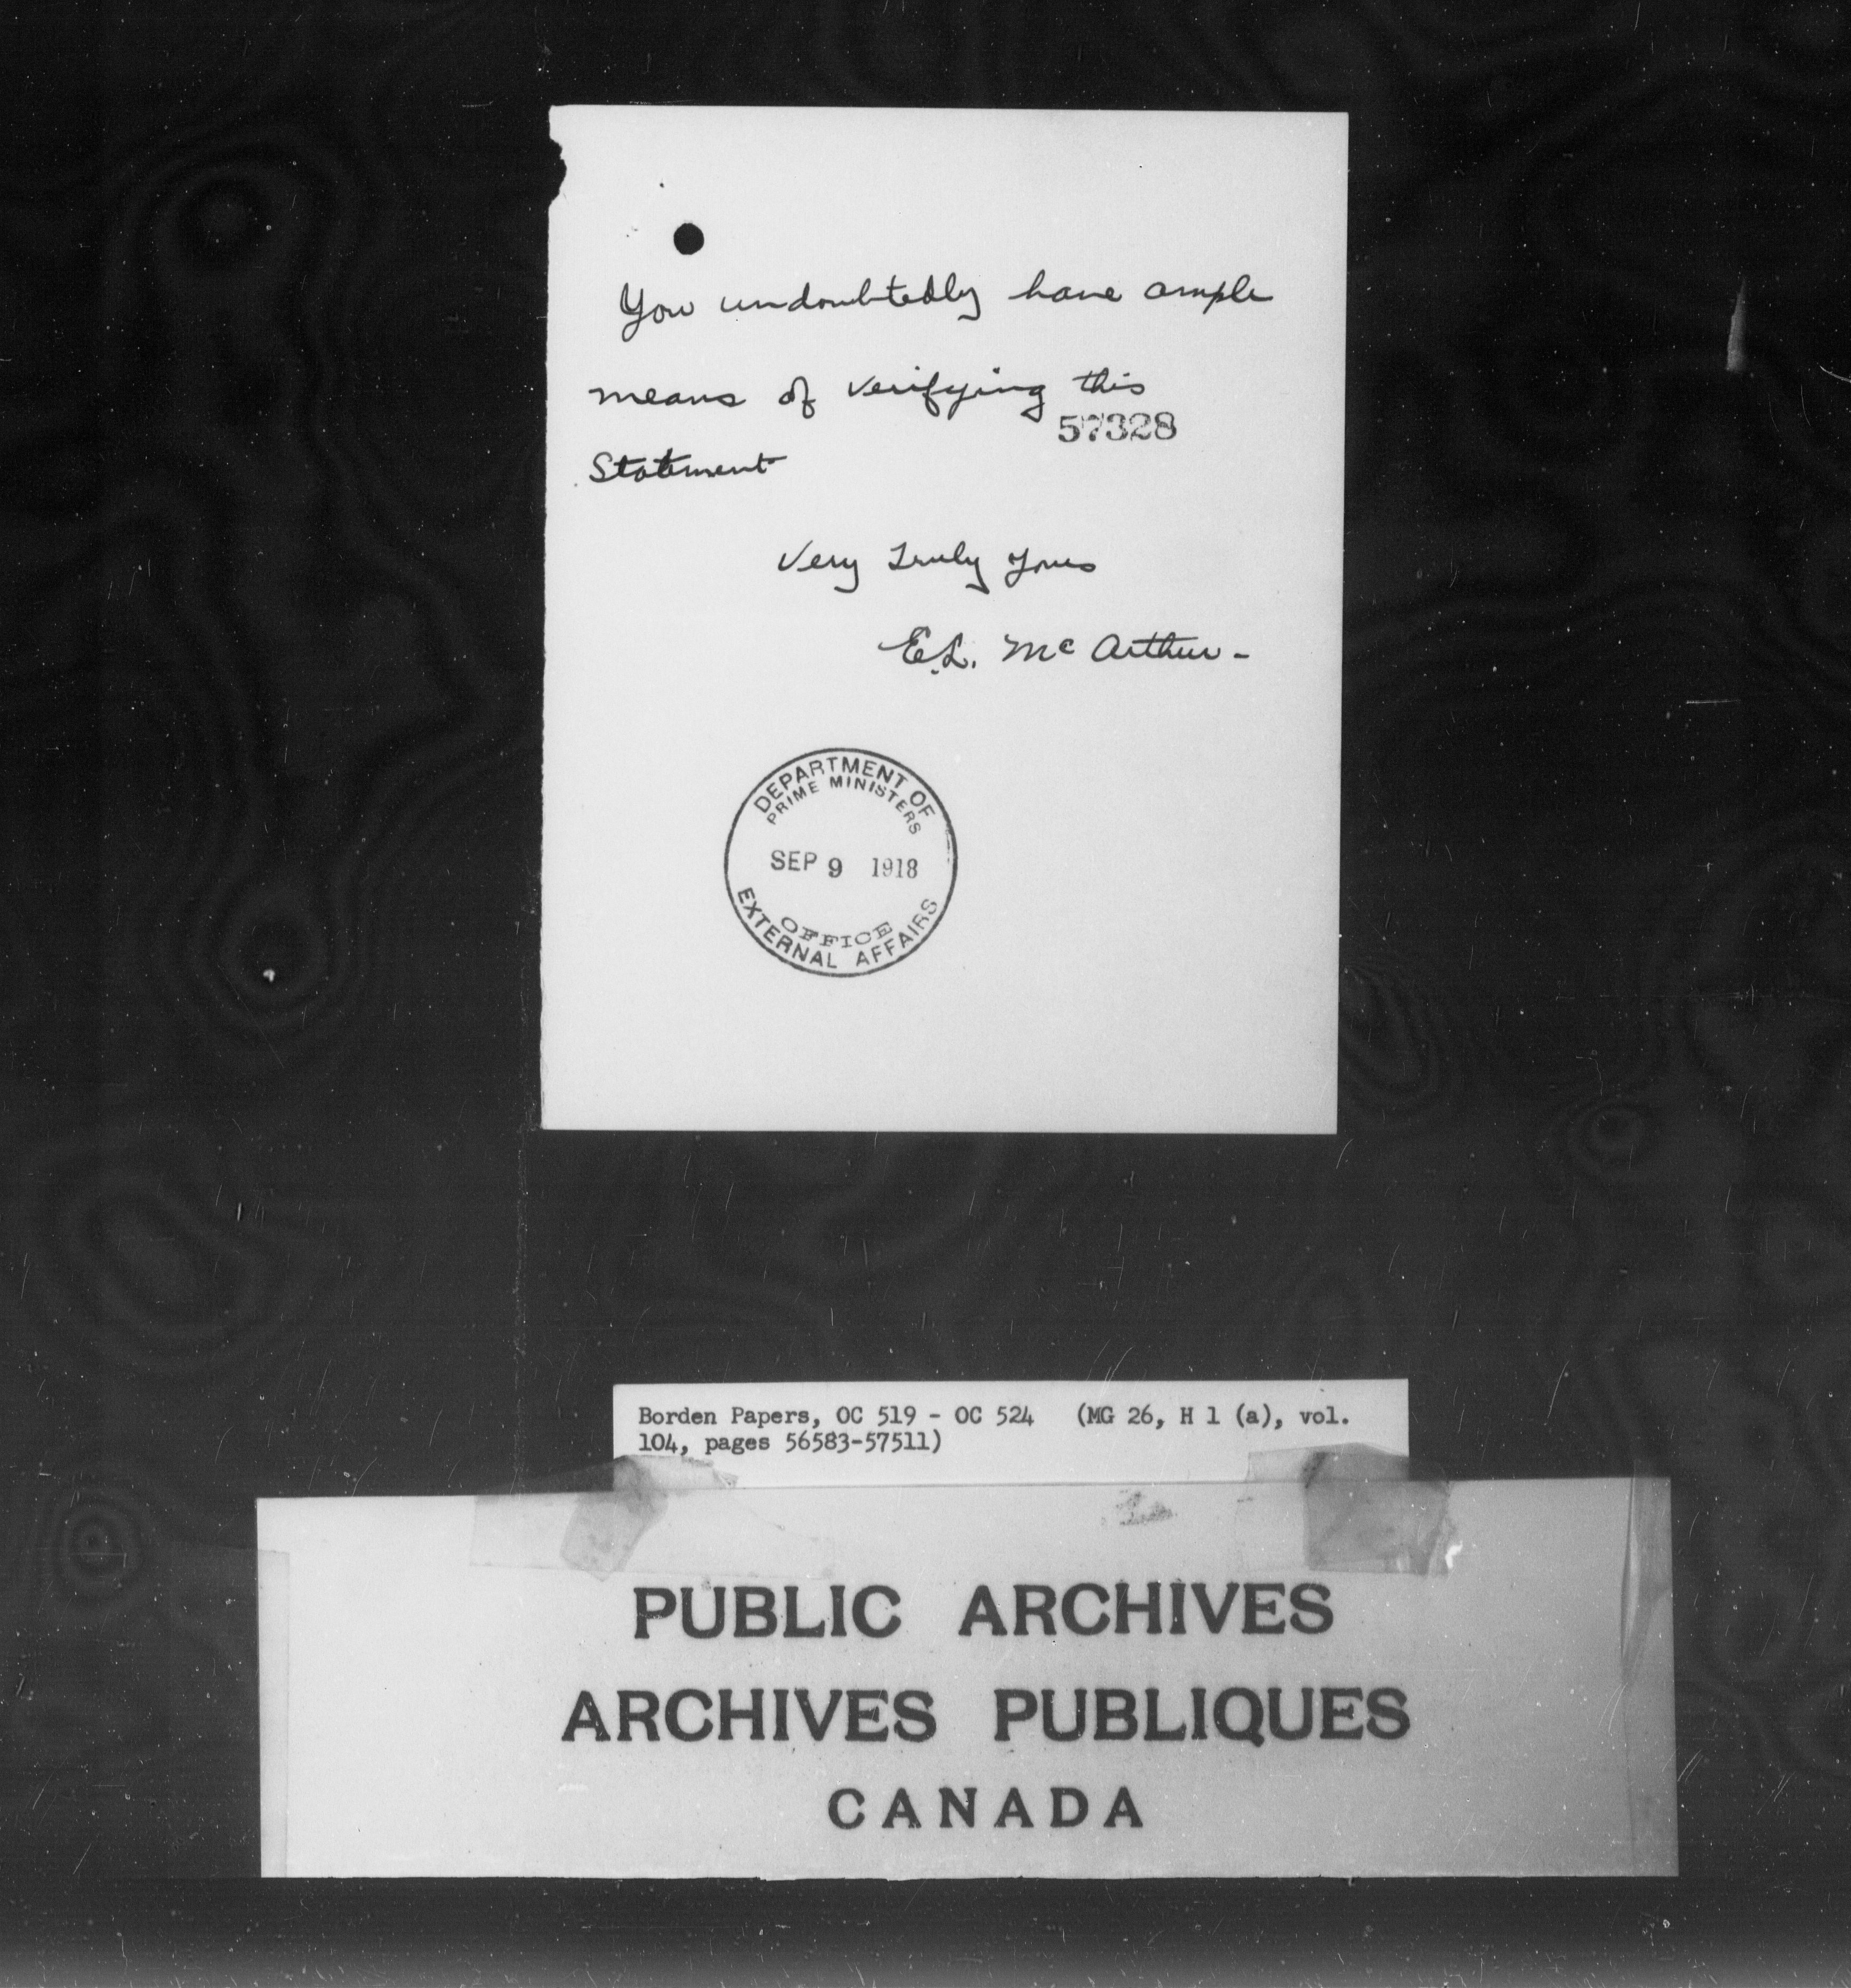 You undoubtedly have ample
means of verifying this
57328
Statement
Very Truly Yours
E.L. Mc Arthur -
DEPARTMENT OF
PRIME MINISTERS
SEP 9 1918
OFFICE
EXTERNAL AFFAIRS
Borden Papers, OC 519 - OC 524 (MG 26, H 1 (a), vol.
104, pages 56583-57511)
PUBLIC ARCHIVES
ARCHIVES PUBLIQUES
CANADA